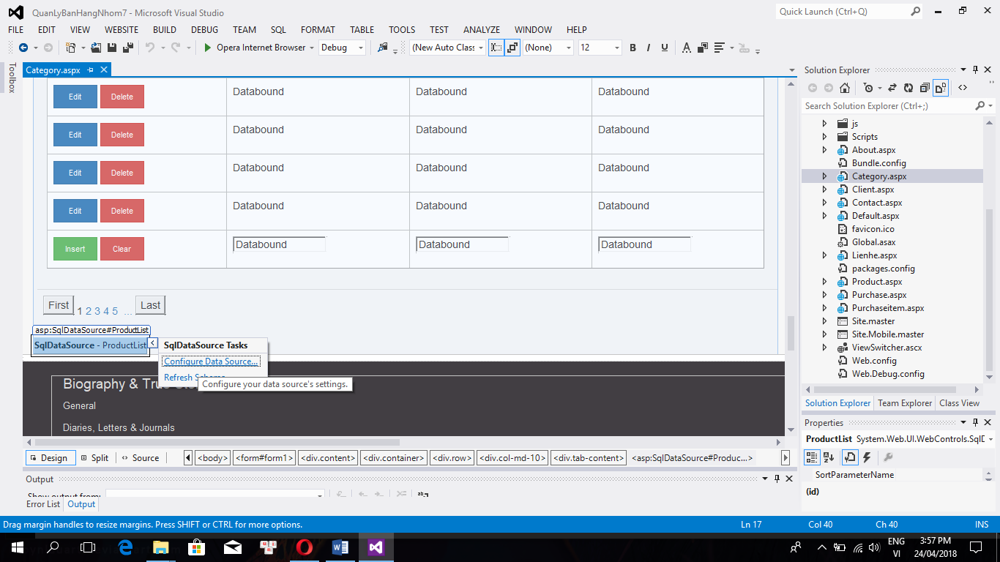 QuanLyBanHangNhom7 - Microsoft Visual Studio
Quick Launch (Ctrl+Q)
FILE EDIT VIEW WEBSITE BUILD DEBUG TEAM SQL FORMAT TABLE TOOLS TEST ANALYZE WINDOW HELP
Opera Internet Browser Debug (New Auto Class (None) 12 B I U A
Toolbox
Category.aspx
Edit Delete Databound Databound Databound
Edit Delete Databound Databound Databound
Edit Delete Databound Databound Databound
Edit Delete Databound Databound Databound
Insert Clear Databound Databound Databound
First 1 2 3 4 5 ... Last
asp:SqlDataSource#ProductList
SqlDataSource - ProductList
SqlDataSource Tasks
Configure Data Source...
Refresh
Configure your data source's settings.
Biography &
General
Diaries, Letters & Journals
Design Split Source <body> <form#form1> <div.content> <div.container> <div.row> <div.col-md-10> <div.tab-content> <asp:SqlDataSource#Produc...>
Output
Show output from:
Error List Output
Solution Explorer
Search Solution Explorer (Ctrl+;)
js
Scripts
About.aspx
Bundle.config
Category.aspx
Client.aspx
Contact.aspx
Default.aspx
favicon.ico
Global.asax
Lienhe.aspx
packages.config
Product.aspx
Purchase.aspx
Purchaseitem.aspx
Site.master
Site.Mobile.master
ViewSwitcher.ascx
Web.config
Web.Debug.config
Solution Explorer Team Explorer Class View
Properties
ProductList System.Web.UI.WebControls.SqlD
SortParameterName
(id)
Drag margin handles to resize margins. Press SHIFT or CTRL for more options. Ln 17 Col 40 Ch 40 INS
ENG
VI
3:57 PM
24/04/2018